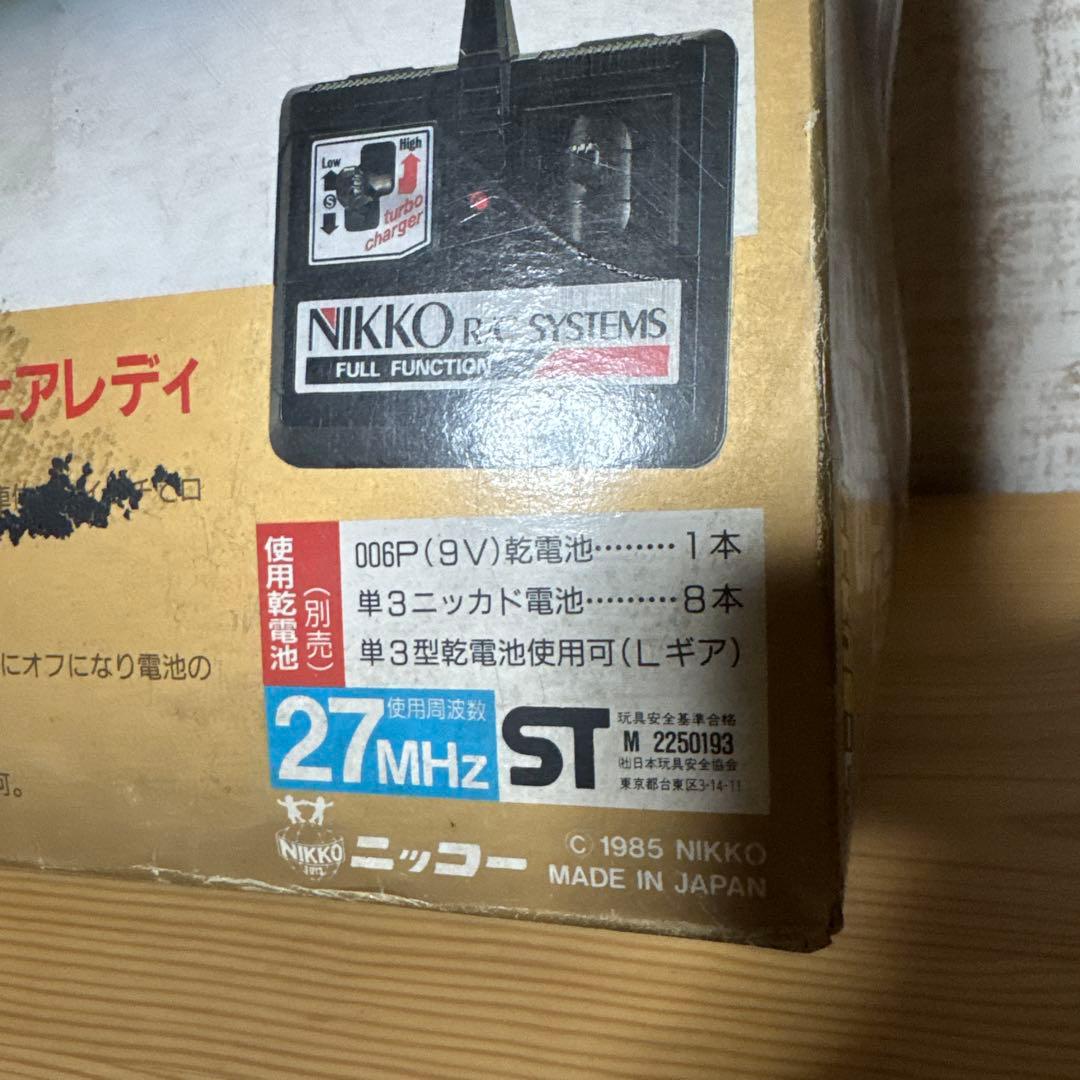 Low
High
S
turbo
charger
NIKKO R/C SYSTEMS
FULL FUNCTION
ェアレディ
使用乾電池
(別売)
006P(9V)乾電池………1本
単3ニッカド電池………8本
単3型乾電池使用可(Lギア)
にオフになり電池の
使用周波数
27MHz
ST
玩具安全基準合格
M 2250193
(社)日本玩具安全協会
東京都台東区3-14-11
可。
NIKKO
ニッコー
© 1985 NIKKO
MADE IN JAPAN